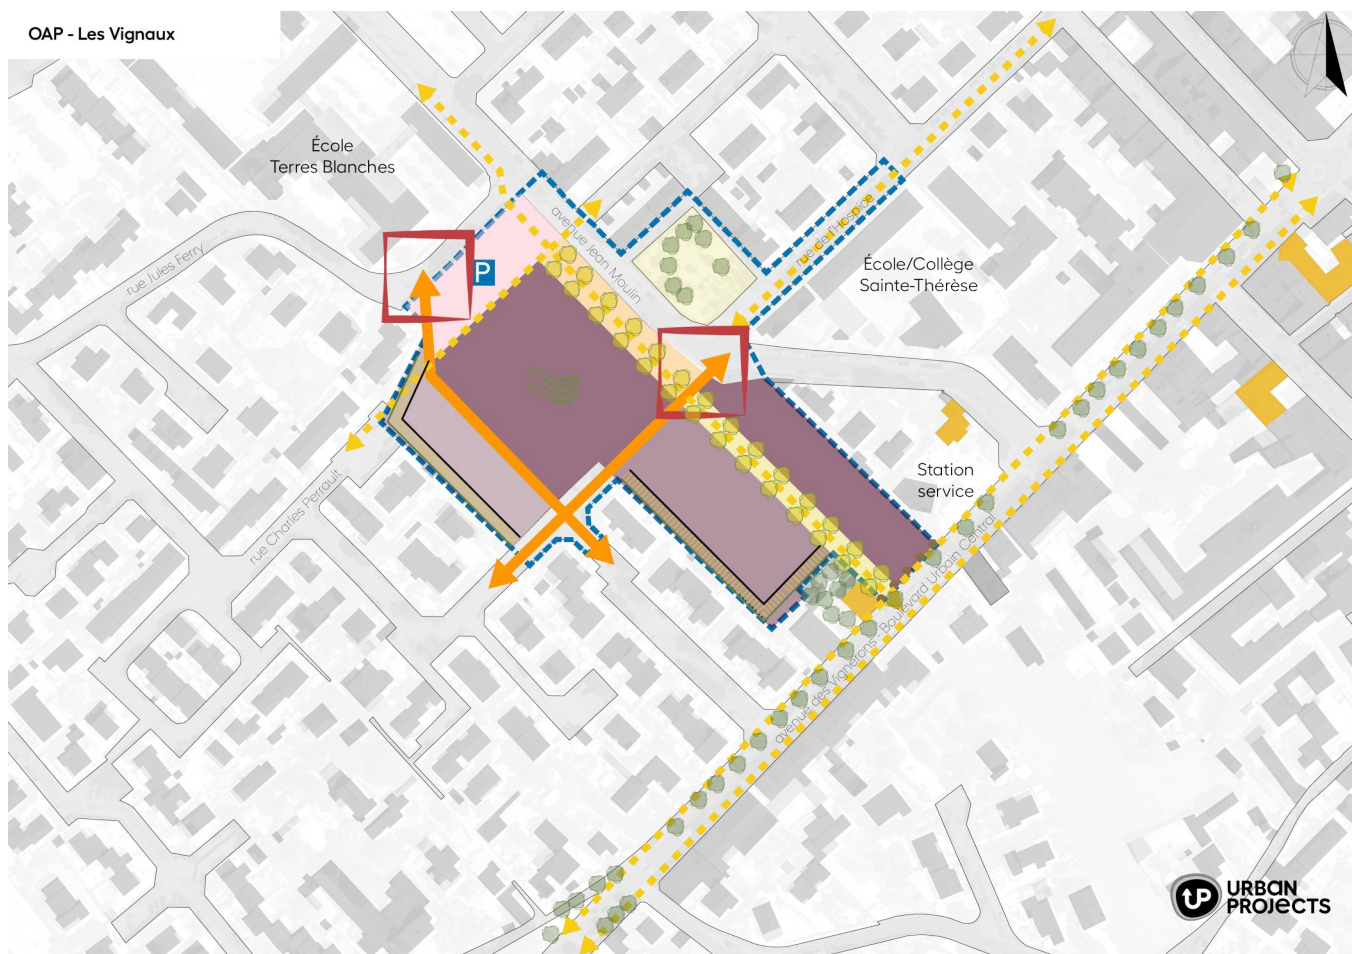 OAP - Les Vignaux
École
Terres Blanches
avenue Jean Moulin
rue de l'Hospice
rue Jules Ferry
P
École/Collège
Sainte-Thérèse
Station
service
rue Charles Perrault
avenue des Vignerons - Boulevard Urbain Central
UP
URBAN
PROJECTS